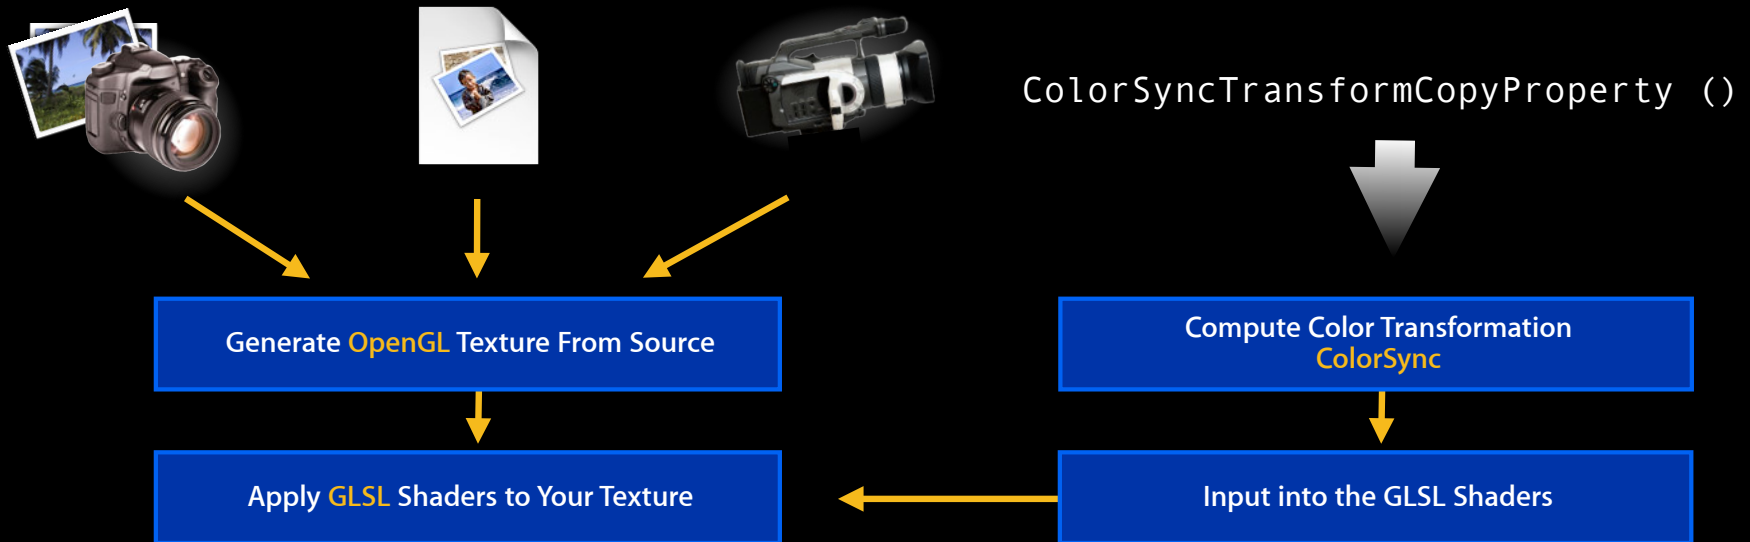 ColorSyncTransformCopyProperty ()
Generate OpenGL Texture From Source
Compute Color Transformation
ColorSync
Apply GLSL Shaders to Your Texture
Input into the GLSL Shaders